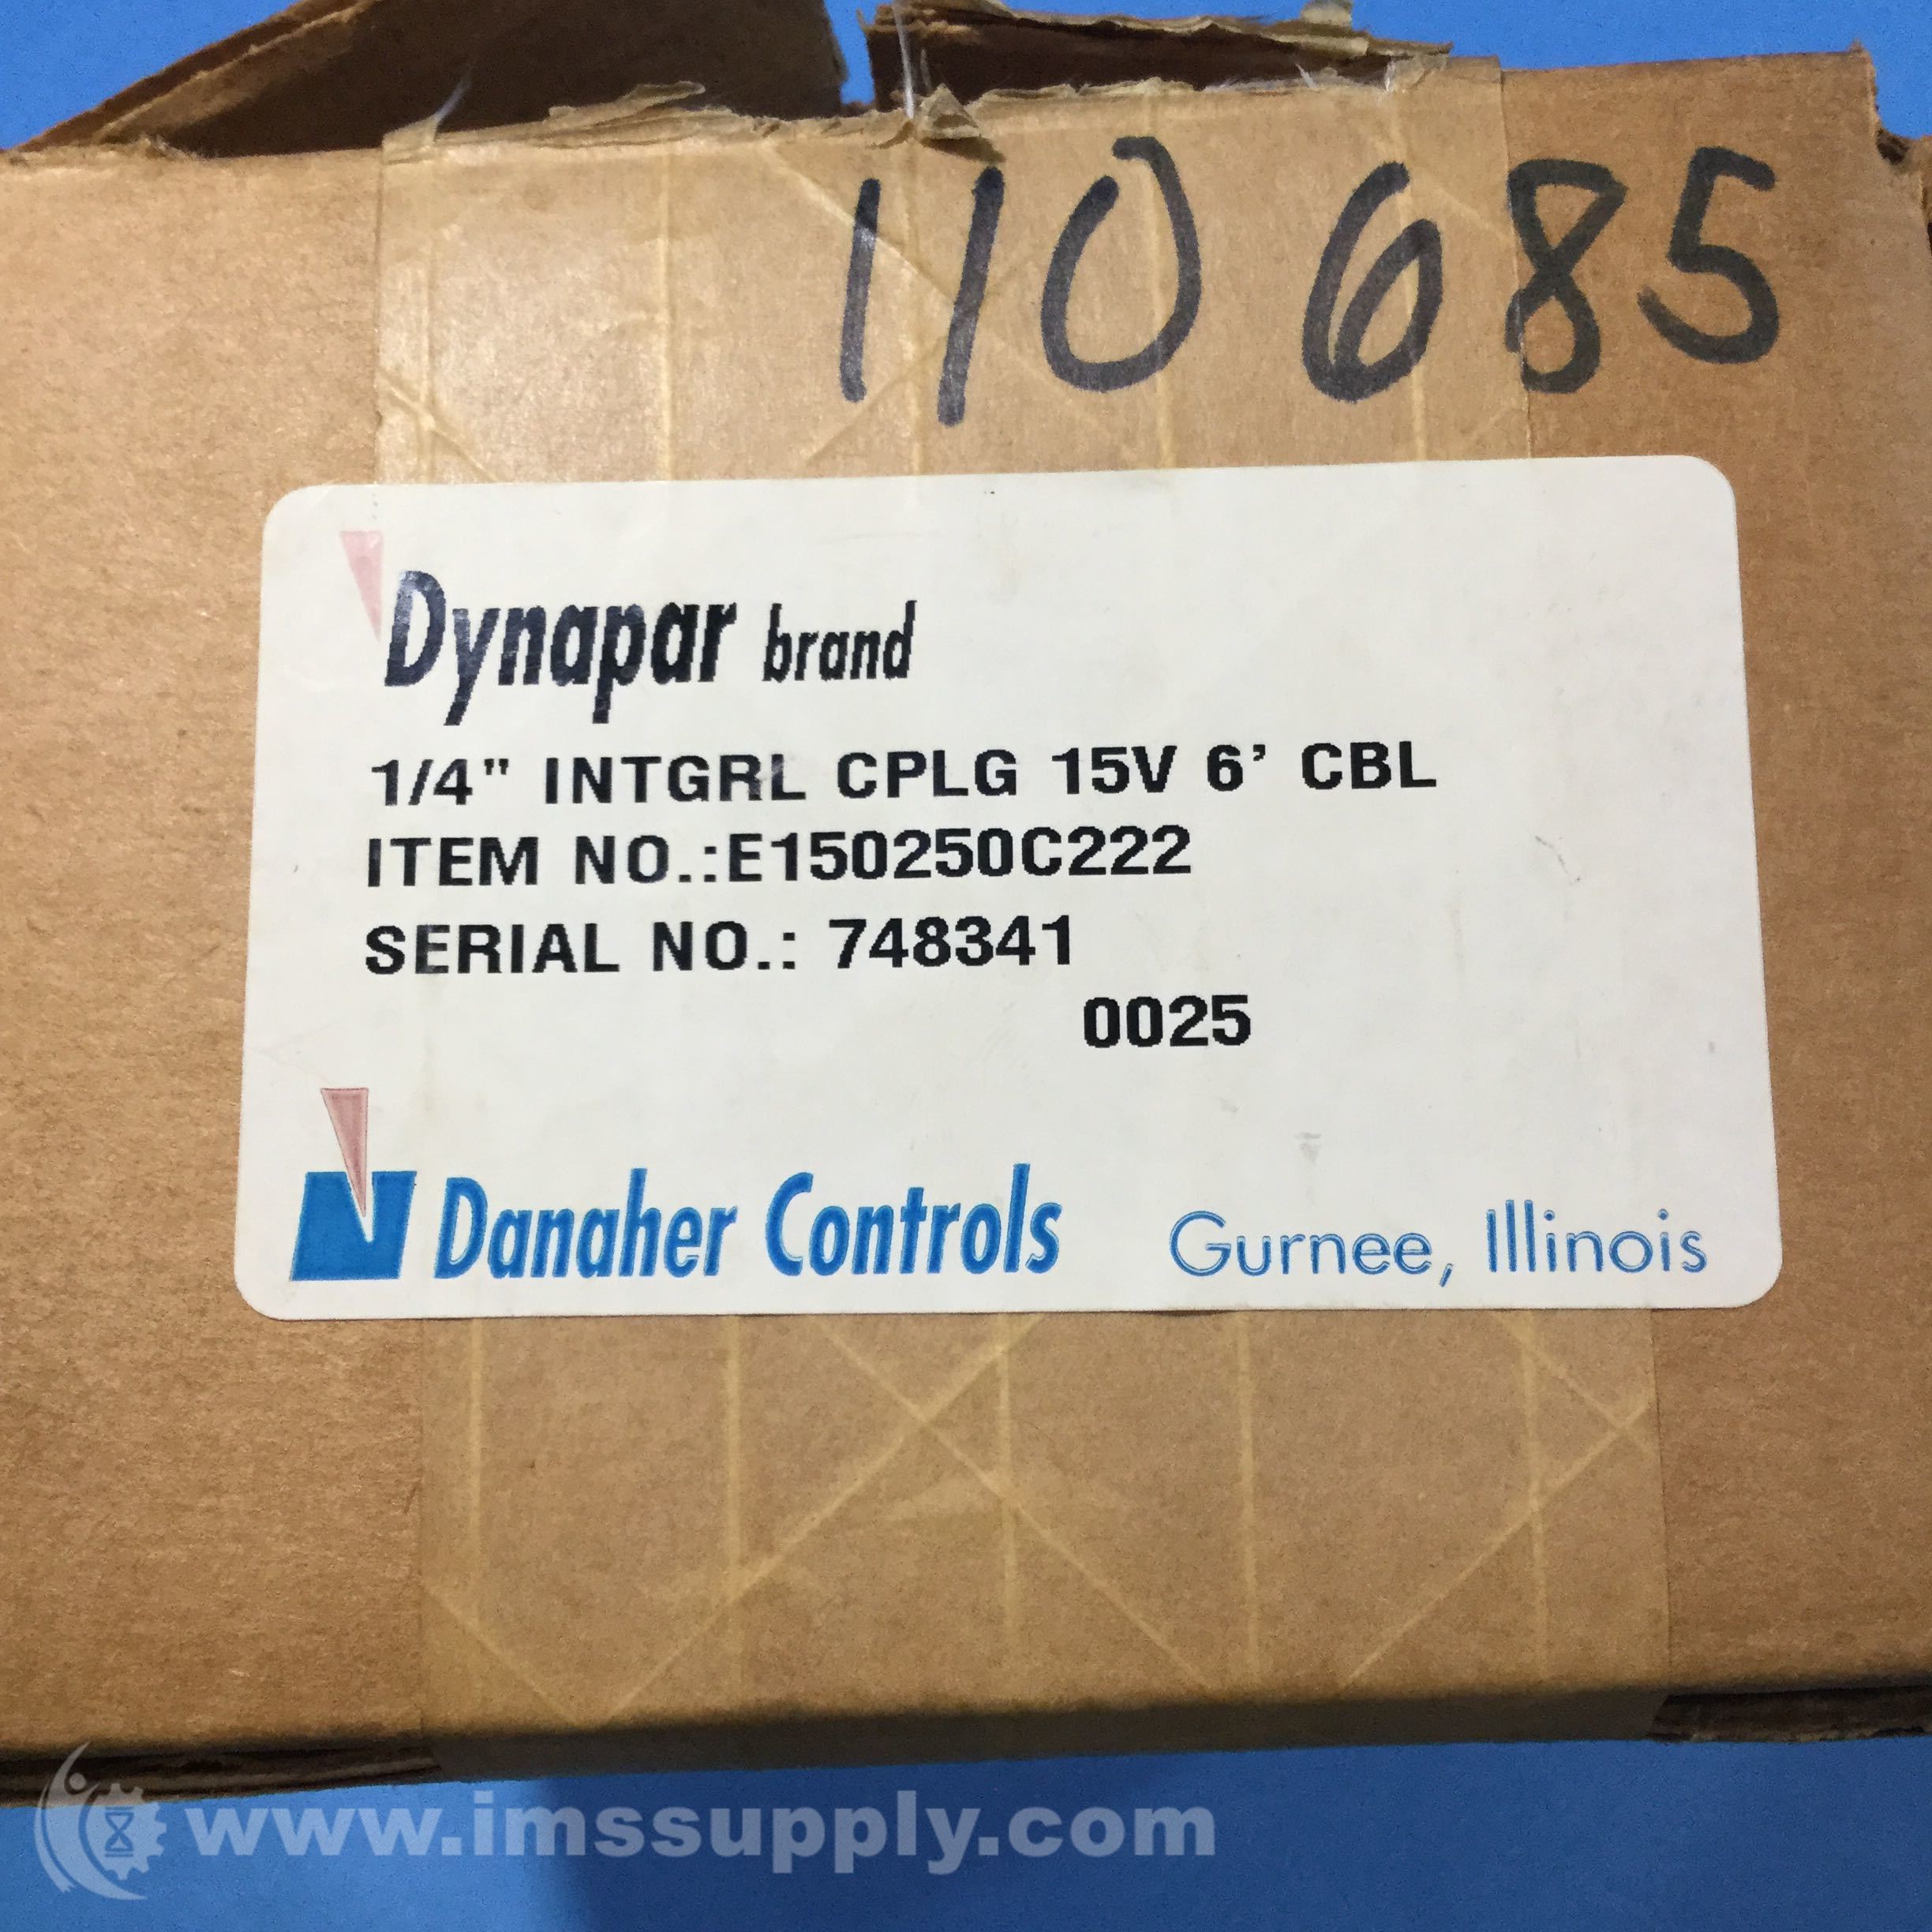 110685
Dynapar brand
1/4" INTGRL CPLG 15V 6' CBL
ITEM NO.:E150250C222
SERIAL NO.: 748341
0025
Danaher Controls Gurnee, Illinois
www.imssupply.com